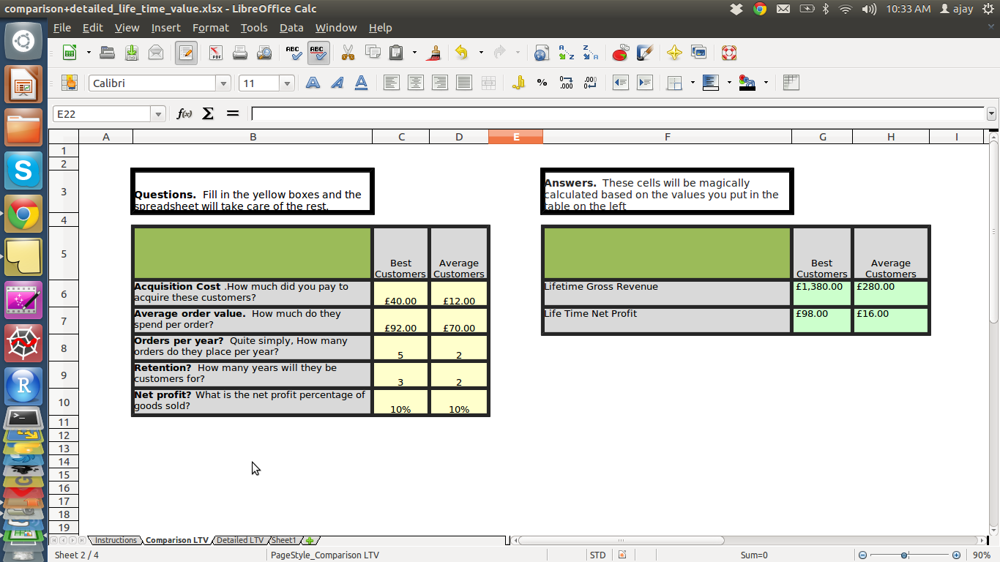 comparison+detailed_life_time_value.xlsx - LibreOffice Calc
10:33 AM ajay
File Edit View Insert Format Tools Data Window Help
Calibri 11
E22
A B C D E F G H I
1
2
3
Questions. Fill in the yellow boxes and the
spreadsheet will take care of the rest.
Answers. These cells will be magically
calculated based on the values you put in the
table on the left
4
5
Best
Customers
Average
Customers
Best
Customers
Average
Customers
6
Acquisition Cost .How much did you pay to
acquire these customers?
£40.00 £12.00
Lifetime Gross Revenue £1,380.00 £280.00
7
Average order value. How much do they
spend per order?
£92.00 £70.00
Life Time Net Profit £98.00 £16.00
8
Orders per year? Quite simply, How many
orders do they place per year?
5 2
9
Retention? How many years will they be
customers for?
3 2
10
Net profit? What is the net profit percentage of
goods sold?
10% 10%
11
12
13
14
15
16
17
18
19
Instructions Comparison LTV Detailed LTV Sheet1
Sheet 2 / 4 PageStyle_Comparison LTV STD Sum=0 90%